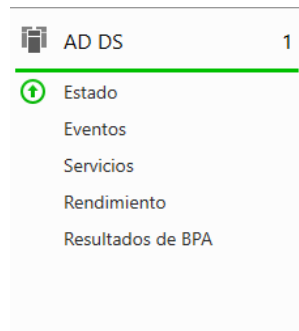 AD DS 1
Estado
Eventos
Servicios
Rendimiento
Resultados de BPA